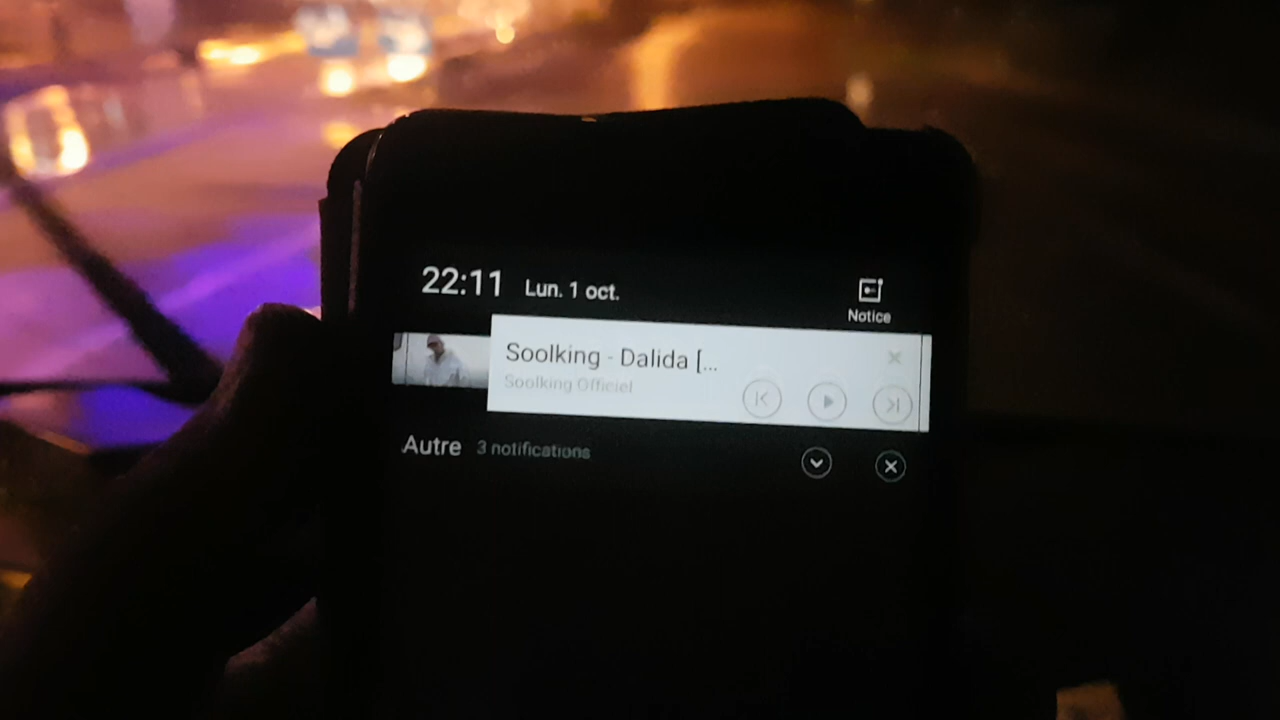 22:11 Lun. 1 oct.
Notice
Soolking - Dalida [...
Soolking Officiel
Autre 3 notifications